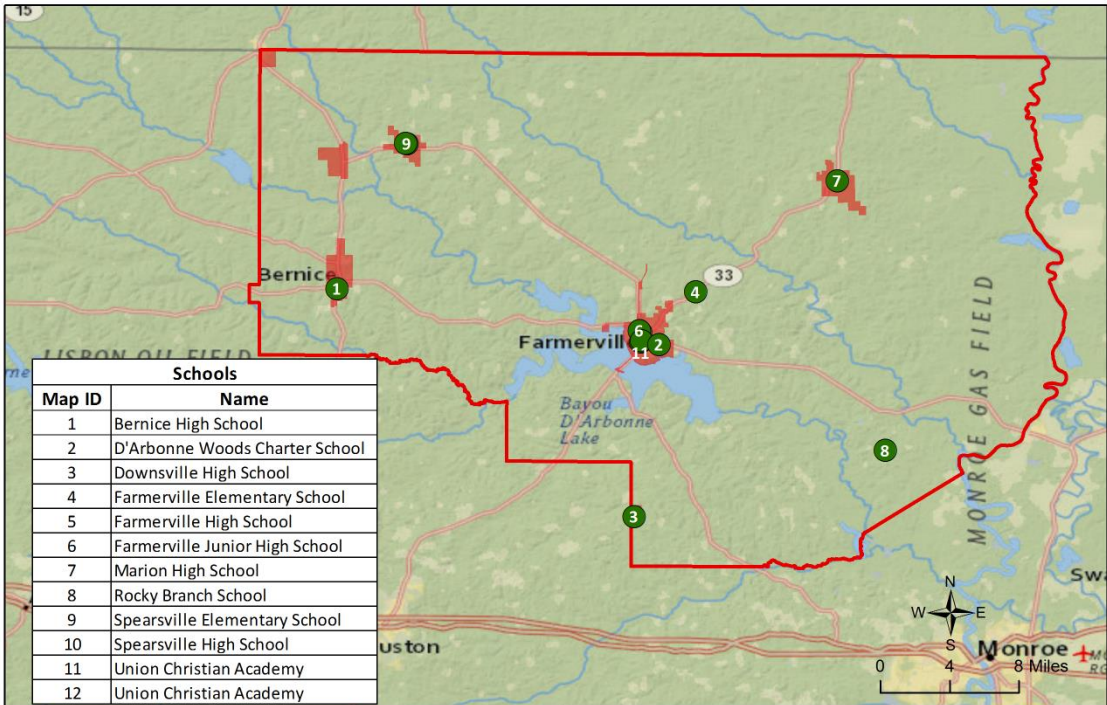 15
9
7
Bernice
1
4
33
6
Farmerville
2
11
LISBON OIL FIELD
Bayou
D'Arbonne
Lake
8
3
MONROE GAS FIELD
Schools
Map ID Name
1 Bernice High School
2 D'Arbonne Woods Charter School
3 Downsville High School
4 Farmerville Elementary School
5 Farmerville High School
6 Farmerville Junior High School
7 Marion High School
8 Rocky Branch School
9 Spearsville Elementary School
10 Spearsville High School
11 Union Christian Academy
12 Union Christian Academy
uston
Swa
N
W E
S
Monroe
0 4 8 Miles